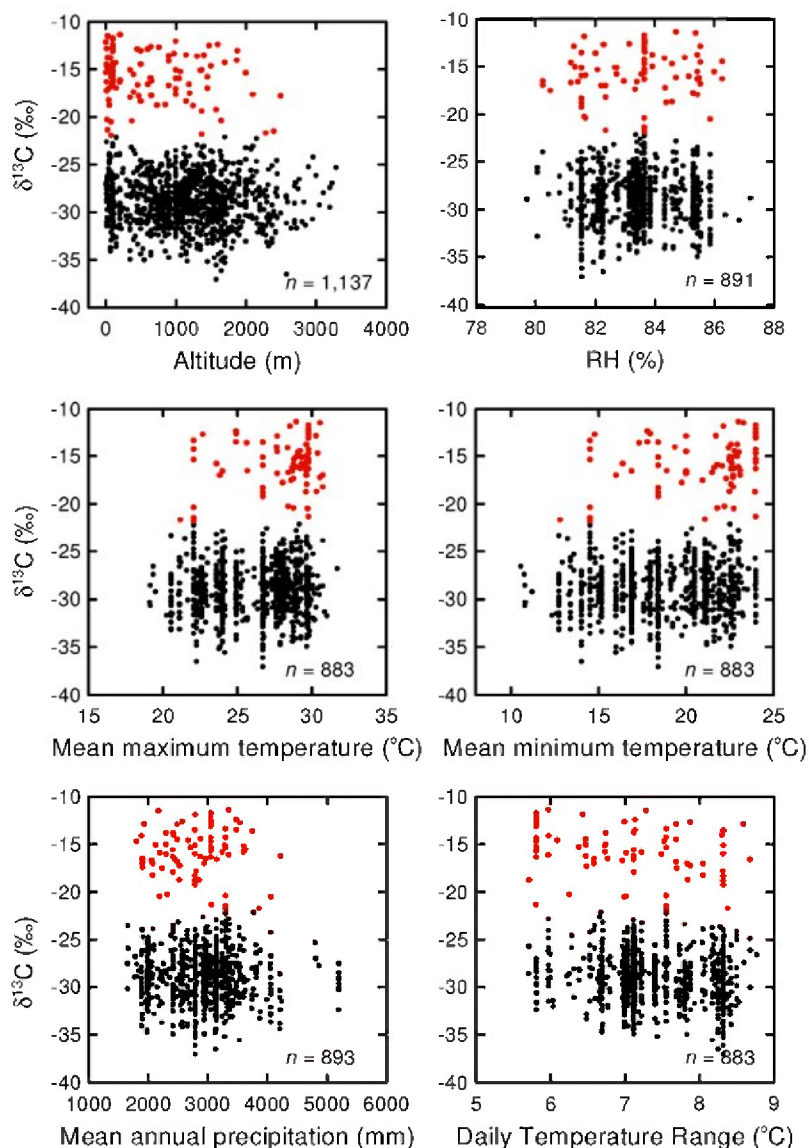 -10
-15
-20
-25
-30
-35
-40
δ¹³C (‰)
n = 1,137
0 1000 2000 3000 4000
Altitude (m)
-10
-15
-20
-25
-30
-35
-40
n = 891
78 80 82 84 86 88
RH (%)
-10
-15
-20
-25
-30
-35
-40
δ¹³C (‰)
n = 883
15 20 25 30 35
Mean maximum temperature (°C)
-10
-15
-20
-25
-30
-35
-40
n = 883
10 15 20 25
Mean minimum temperature (°C)
-10
-15
-20
-25
-30
-35
-40
δ¹³C (‰)
n = 893
1000 2000 3000 4000 5000 6000
Mean annual precipitation (mm)
-10
-15
-20
-25
-30
-35
-40
n = 883
5 6 7 8 9
Daily Temperature Range (°C)